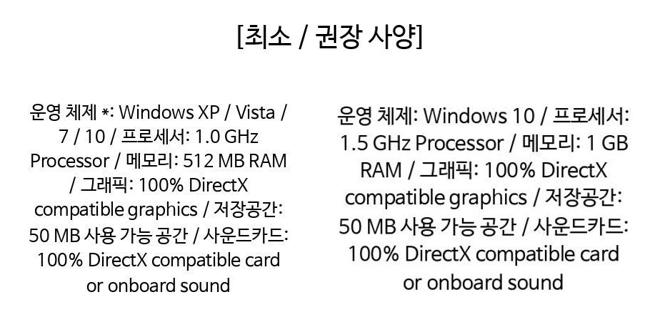 [최소 / 권장 사양]
운영 체제 *: Windows XP / Vista /
7 / 10 / 프로세서: 1.0 GHz
Processor / 메모리: 512 MB RAM
/ 그래픽: 100% DirectX
compatible graphics / 저장공간:
50 MB 사용 가능 공간 / 사운드카드:
100% DirectX compatible card
or onboard sound
운영 체제: Windows 10 / 프로세서:
1.5 GHz Processor / 메모리: 1 GB
RAM / 그래픽: 100% DirectX
compatible graphics / 저장공간:
50 MB 사용 가능 공간 / 사운드카드:
100% DirectX compatible card
or onboard sound